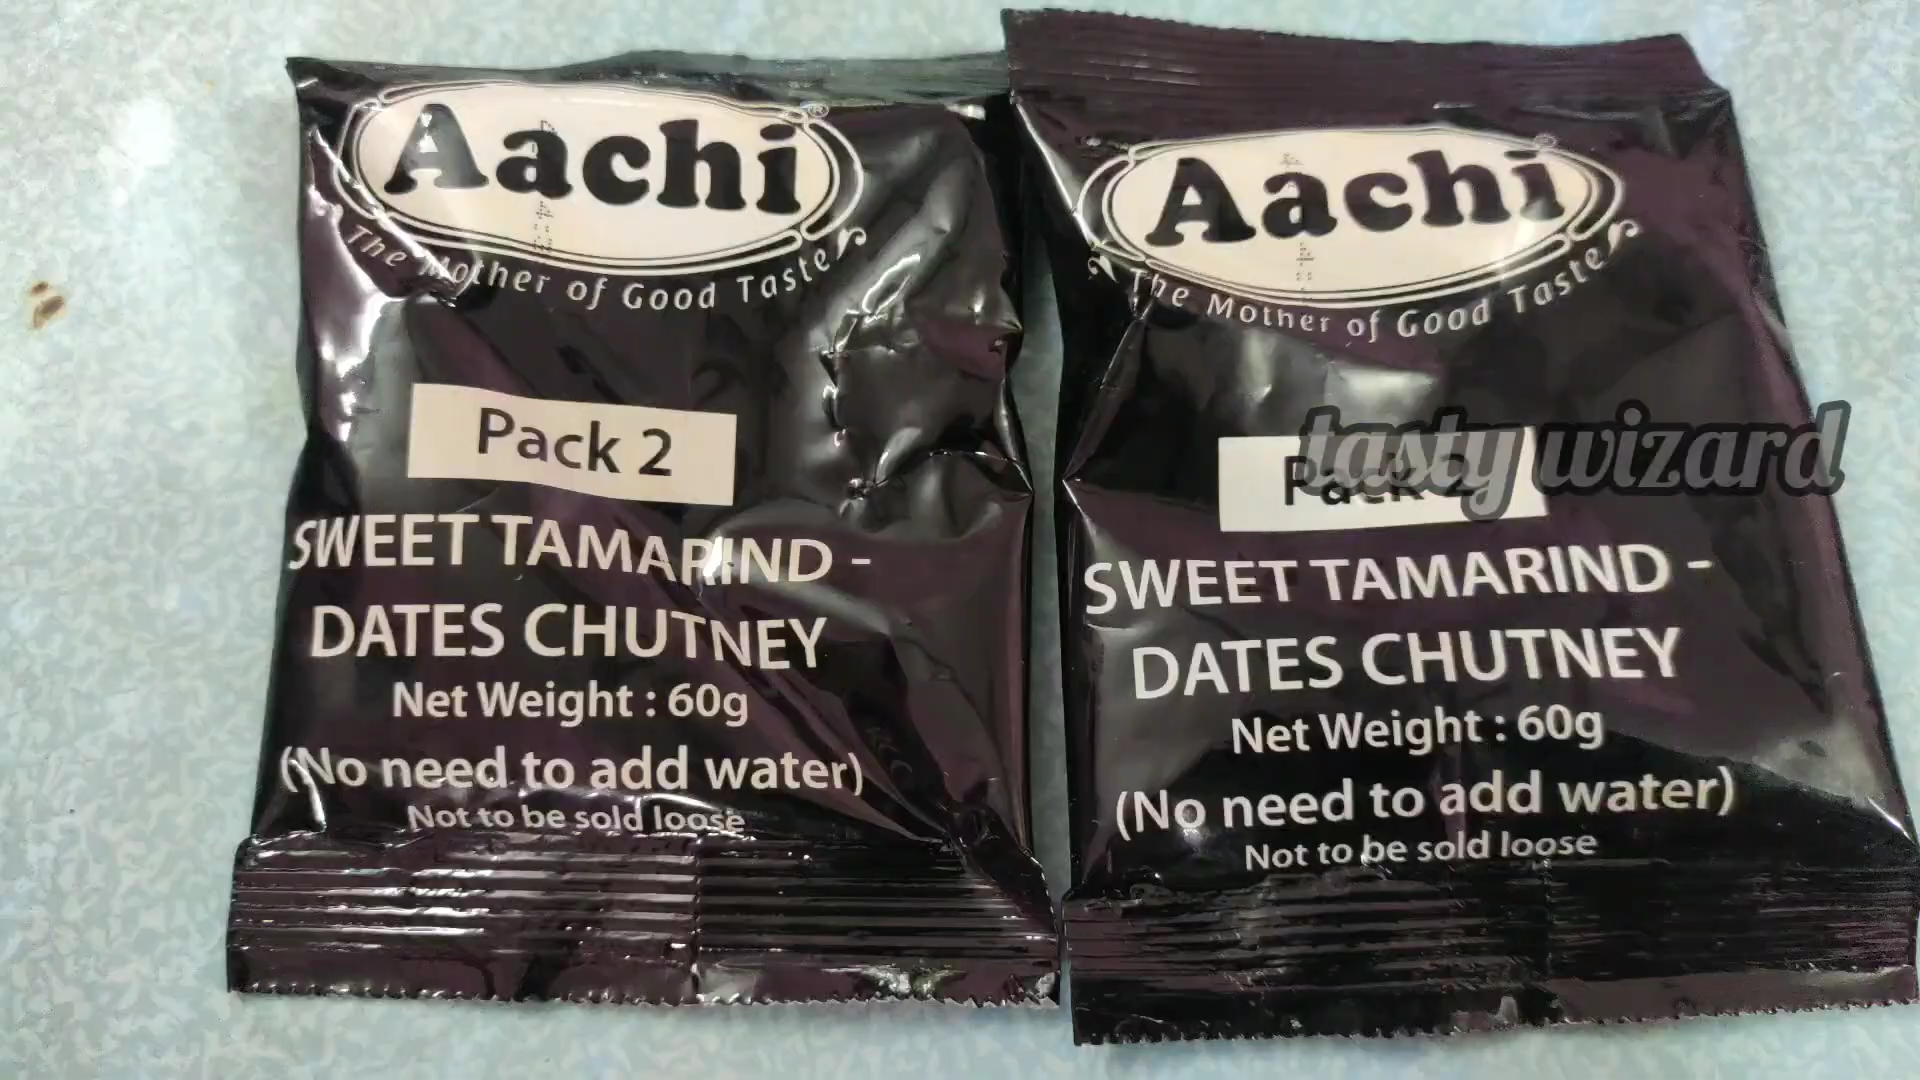 Aachi
The Mother of Good Taste
Pack 2
SWEET TAMARIND -
DATES CHUTNEY
Net Weight : 60g
(No need to add water)
Not to be sold loose
Aachi
The Mother of Good Taste
Pack 2
tasty wizard
SWEET TAMARIND -
DATES CHUTNEY
Net Weight : 60g
(No need to add water)
Not to be sold loose